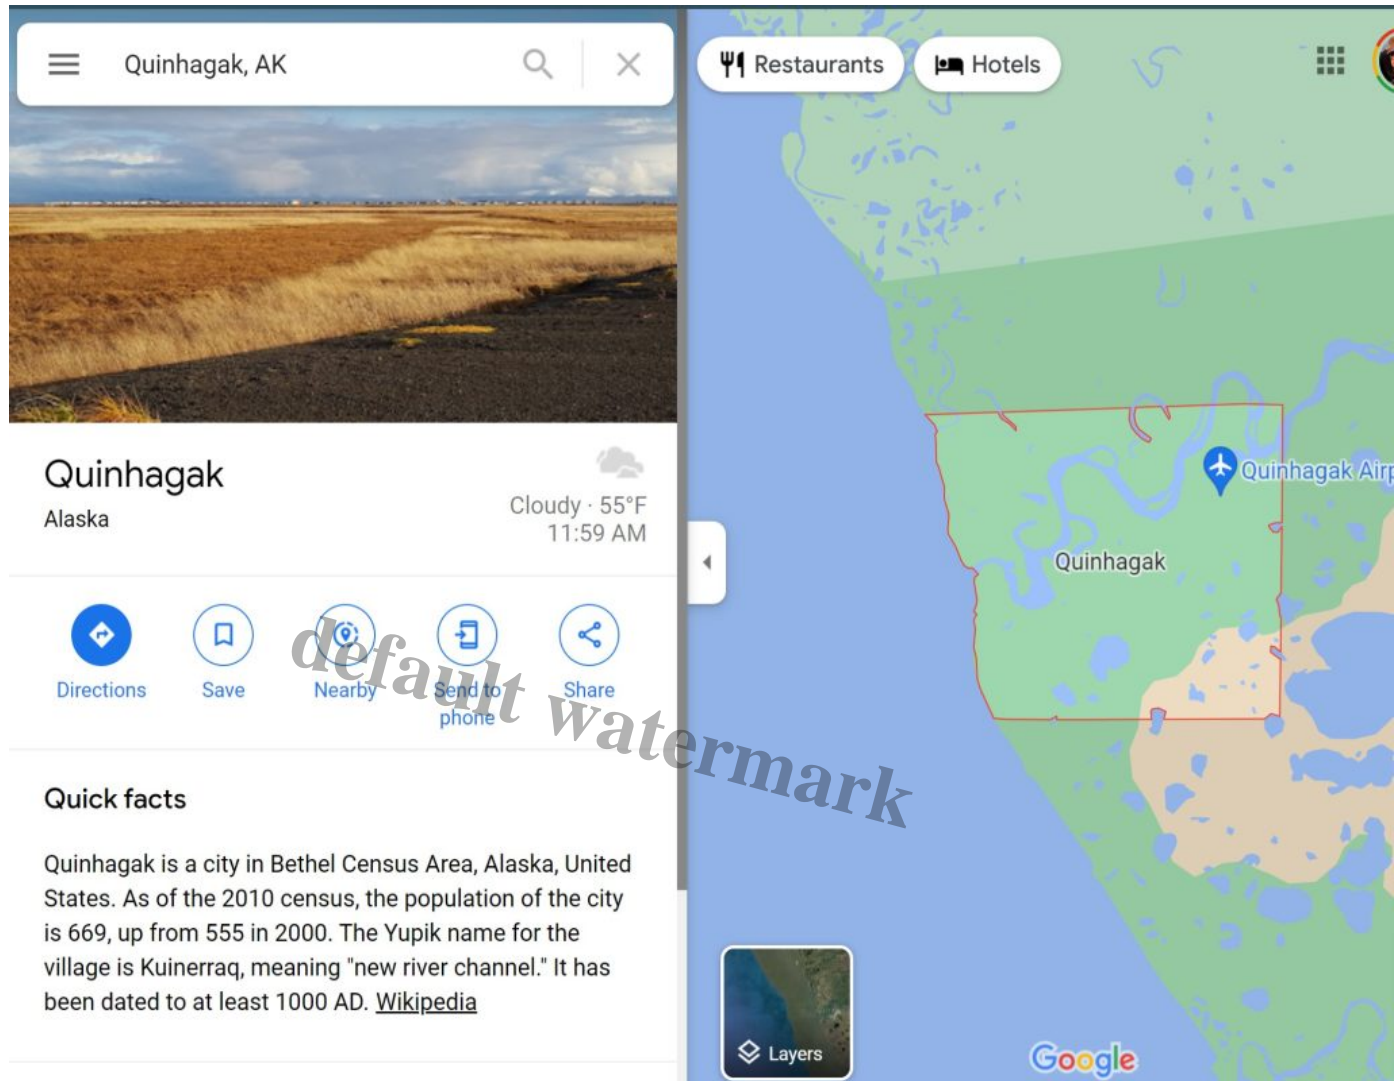 Quinhagak, AK
Restaurants
Hotels
Quinhagak
Alaska
Cloudy · 55°F
11:59 AM
Directions
Save
Nearby
Send to
phone
Share
Quick facts
Quinhagak is a city in Bethel Census Area, Alaska, United
States. As of the 2010 census, the population of the city
is 669, up from 555 in 2000. The Yupik name for the
village is Kuinerraq, meaning "new river channel." It has
been dated to at least 1000 AD. Wikipedia
Quinhagak Airp
Quinhagak
Layers
Google
default watermark